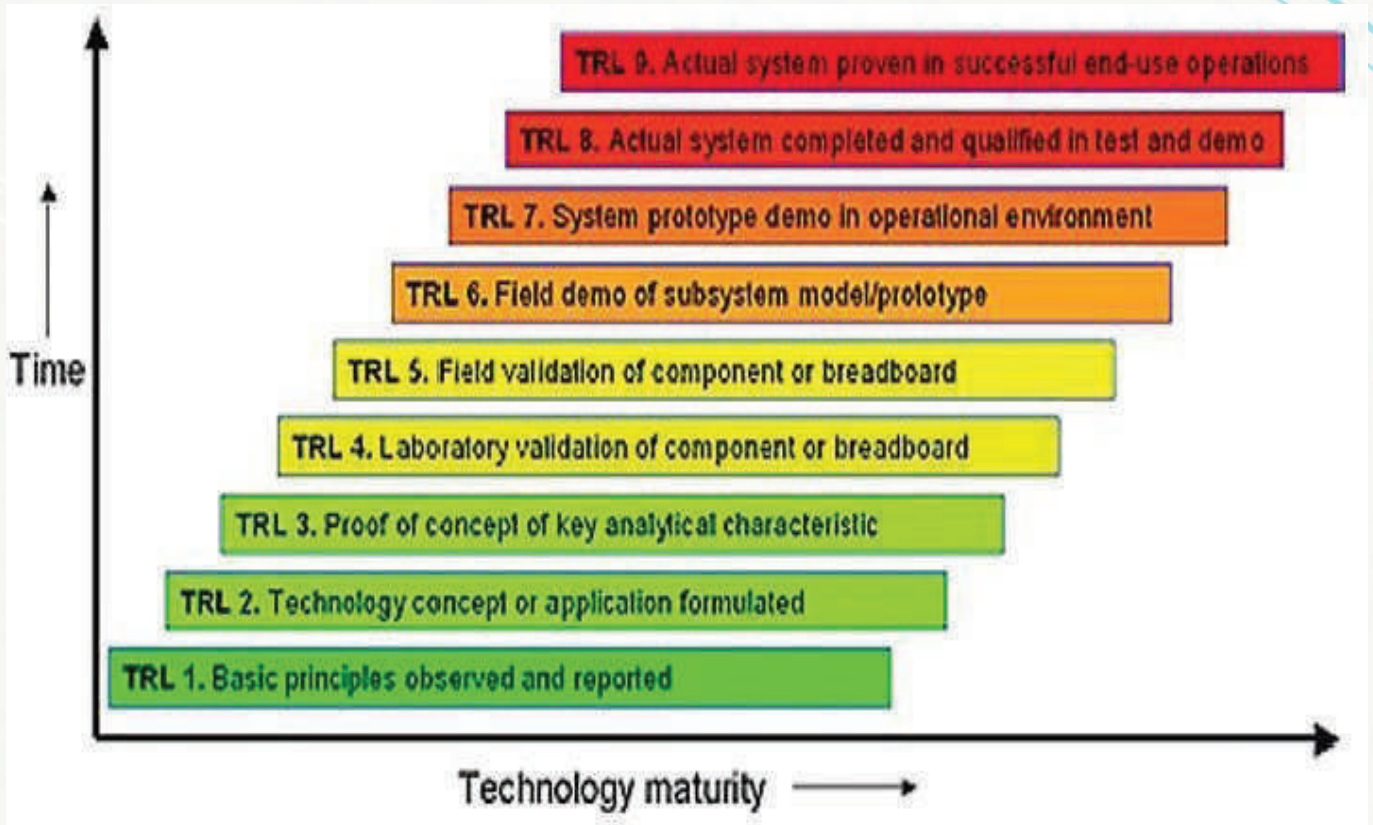 TRL 9. Actual system proven in successful end-use operations
TRL 8. Actual system completed and qualified in test and demo
TRL 7. System prototype demo in operational environment
TRL 6. Field demo of subsystem model/prototype
Time
TRL 5. Field validation of component or breadboard
TRL 4. Laboratory validation of component or breadboard
TRL 3. Proof of concept of key analytical characteristic
TRL 2. Technology concept or application formulated
TRL 1. Basic principles observed and reported
Technology maturity